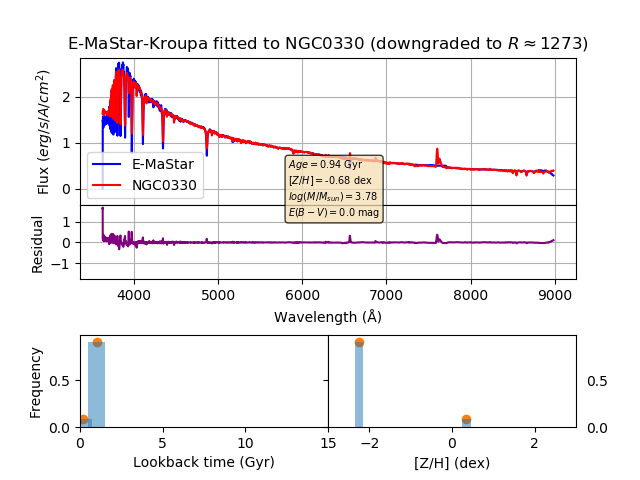 E-MaStar-Kroupa fitted to NGC0330 (downgraded to R ≈ 1273)
Flux (erg/s/A/cm²)
2
1
0
E-MaStar
NGC0330
Age = 0.94 Gyr
[Z/H] = -0.68 dex
log(M/Msun) = 3.78
E(B − V) = 0.0 mag
Residual
1
0
−1
4000 5000 6000 7000 8000 9000
Wavelength (Å)
Frequency
0.5
0.0
0 5 10 15
Lookback time (Gyr)
−2 0 2
[Z/H] (dex)
0.5
0.0